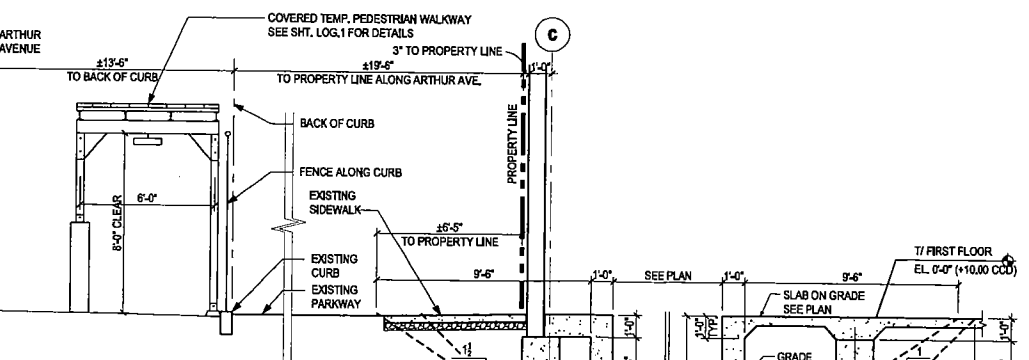 COVERED TEMP. PEDESTRIAN WALKWAY
SEE SHT. LOG.1 FOR DETAILS
ARTHUR
AVENUE
C
3" TO PROPERTY LINE
±13'-6"
TO BACK OF CURB
±19'-6"
TO PROPERTY LINE ALONG ARTHUR AVE.
1'-0"
BACK OF CURB
PROPERTY LINE
FENCE ALONG CURB
6'-0"
8'-0" CLEAR
EXISTING
SIDEWALK
±6'-5"
TO PROPERTY LINE
EXISTING
CURB
EXISTING
PARKWAY
9'-6"
1'-0"
SEE PLAN
1'-0"
9'-6"
T/ FIRST FLOOR
EL. 0'-0" (+10.00 CCD)
SLAB ON GRADE
SEE PLAN
1'-0"
1'-0"
TYP.
1'-0"
1½
GRADE
1